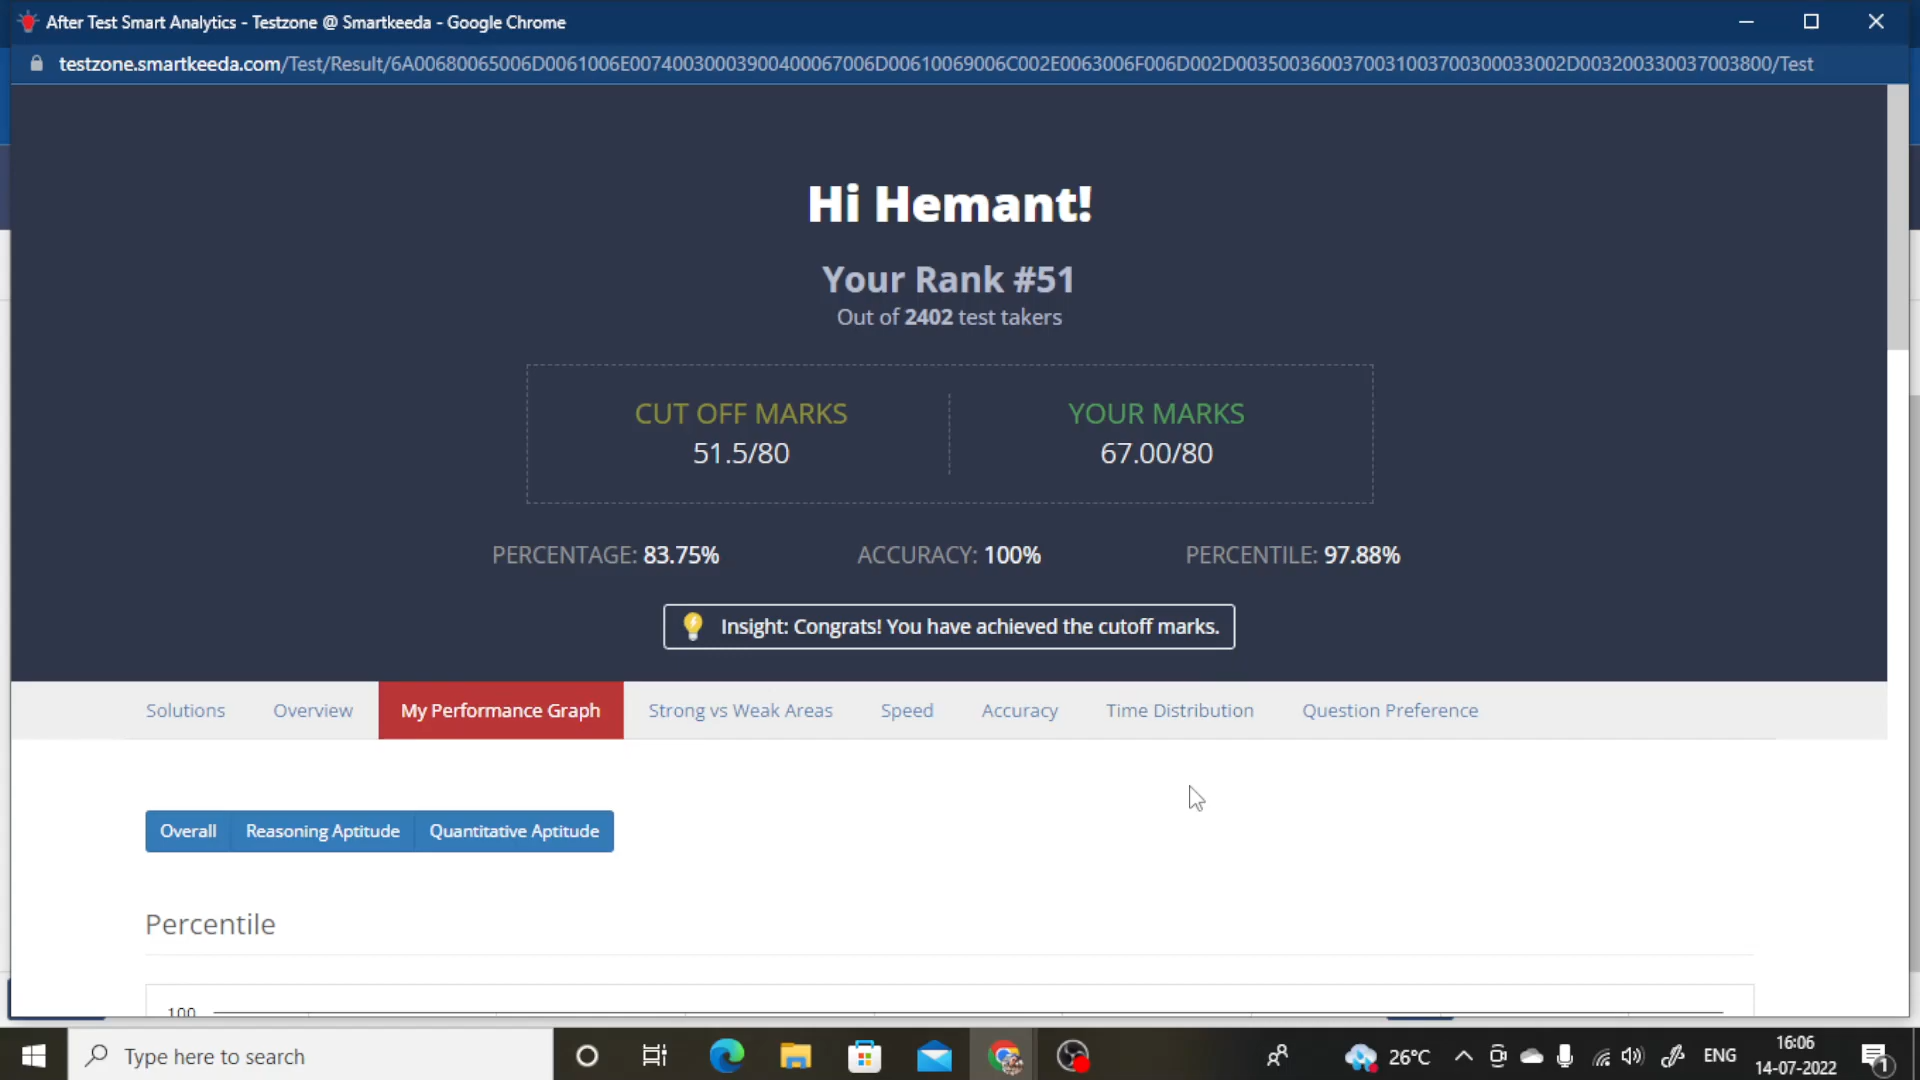 After Test Smart Analytics - Testzone @ Smartkeeda - Google Chrome
testzone.smartkeeda.com/Test/Result/6A00680065006D0061006E00740030003900400067006D00610069006C002E0063006F006D002D003500360037003100370030033002D003200330037003800/Test
Hi Hemant!
Your Rank #51
Out of 2402 test takers
CUT OFF MARKS YOUR MARKS
51.5/80 67.00/80
PERCENTAGE: 83.75% ACCURACY: 100% PERCENTILE: 97.88%
Insight: Congrats! You have achieved the cutoff marks.
Solutions Overview My Performance Graph Strong vs Weak Areas Speed Accuracy Time Distribution Question Preference
Overall Reasoning Aptitude Quantitative Aptitude
Percentile
100
Type here to search 26°C ENG 16:06
14-07-2022
1